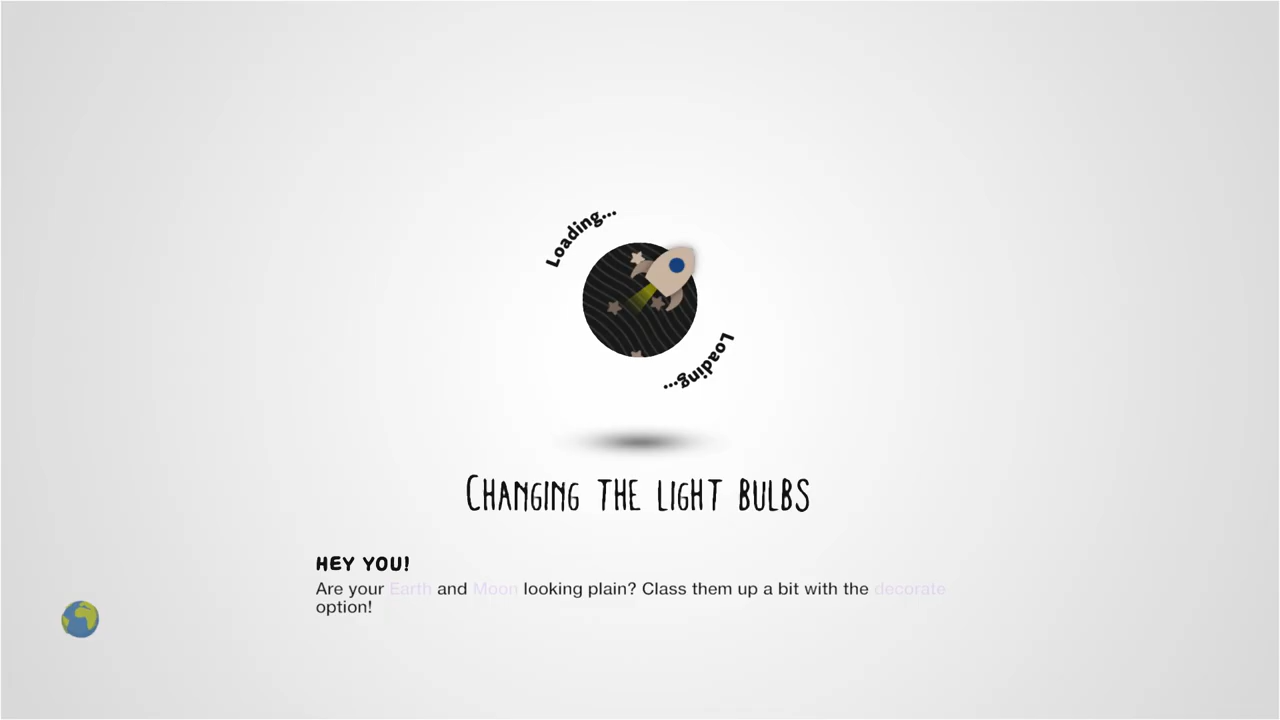 Loading...
Loading...
Changing the light bulbs
HEY YOU!
Are your Earth and Moon looking plain? Class them up a bit with the decorate
option!